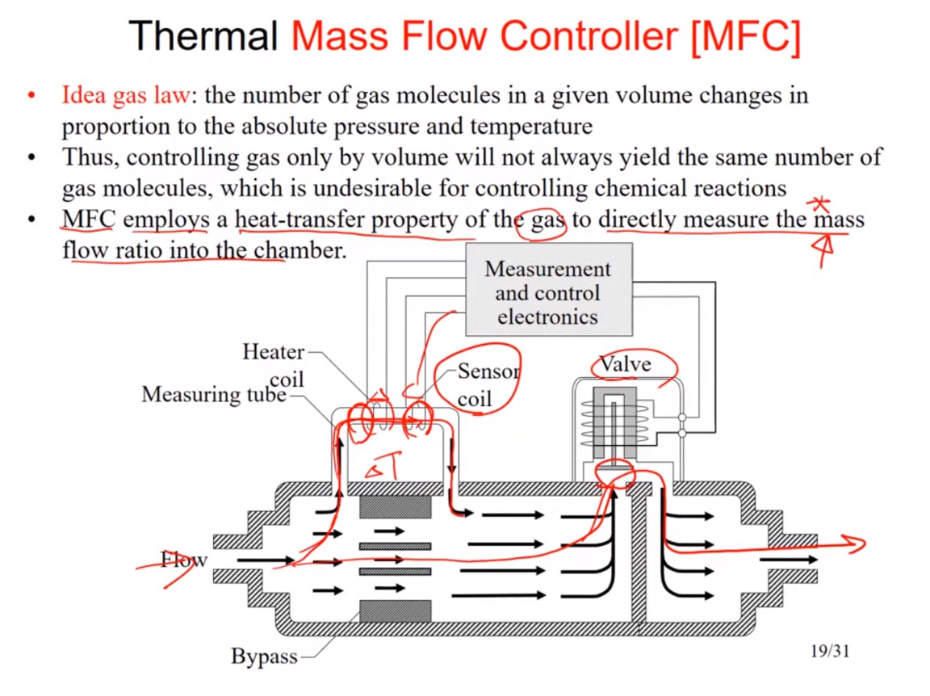 Thermal Mass Flow Controller [MFC]
• Idea gas law: the number of gas molecules in a given volume changes in
proportion to the absolute pressure and temperature
• Thus, controlling gas only by volume will not always yield the same number of
gas molecules, which is undesirable for controlling chemical reactions
• MFC employs a heat-transfer property of the gas to directly measure the mass
flow ratio into the chamber.
Measurement
and control
electronics
Heater
coil
Measuring tube
Sensor
coil
Valve
ΔT
Flow
Bypass
19/31